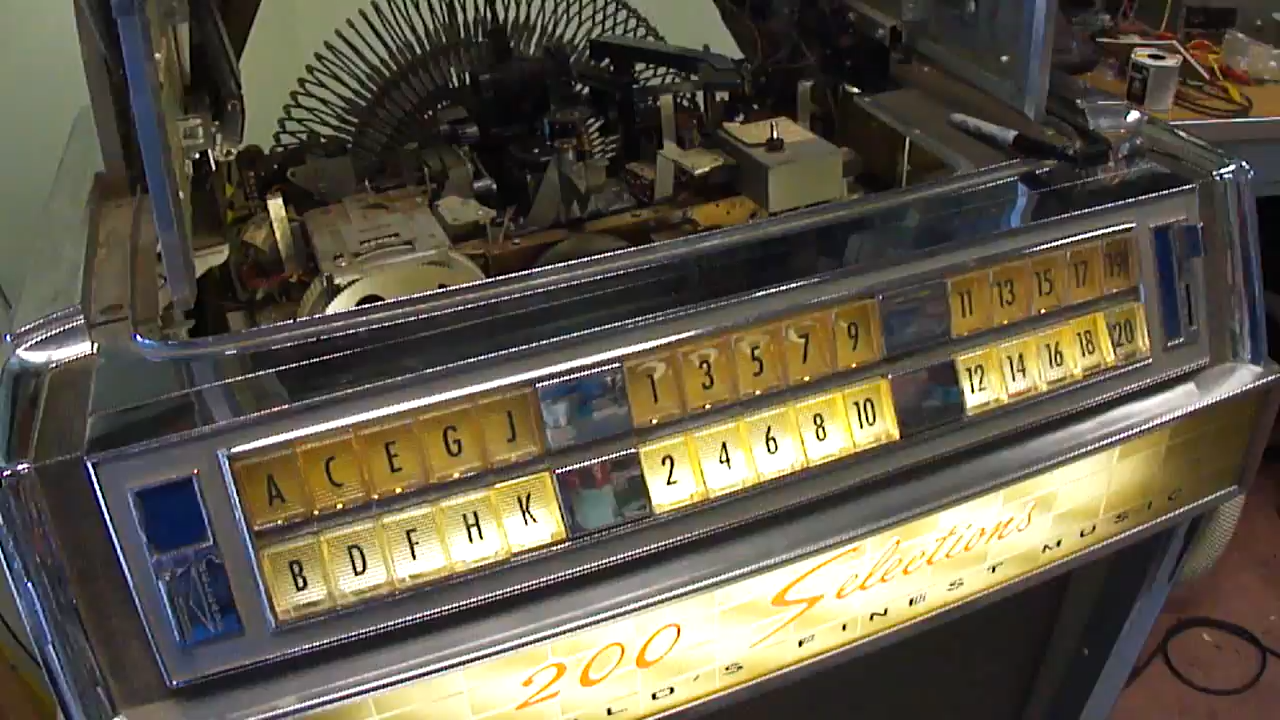 A C E G J 1 3 5 7 9 11 13 15 17 19
B D F H K 2 4 6 8 10 12 14 16 18 20
200 Selections
LD'S FINEST MUSIC